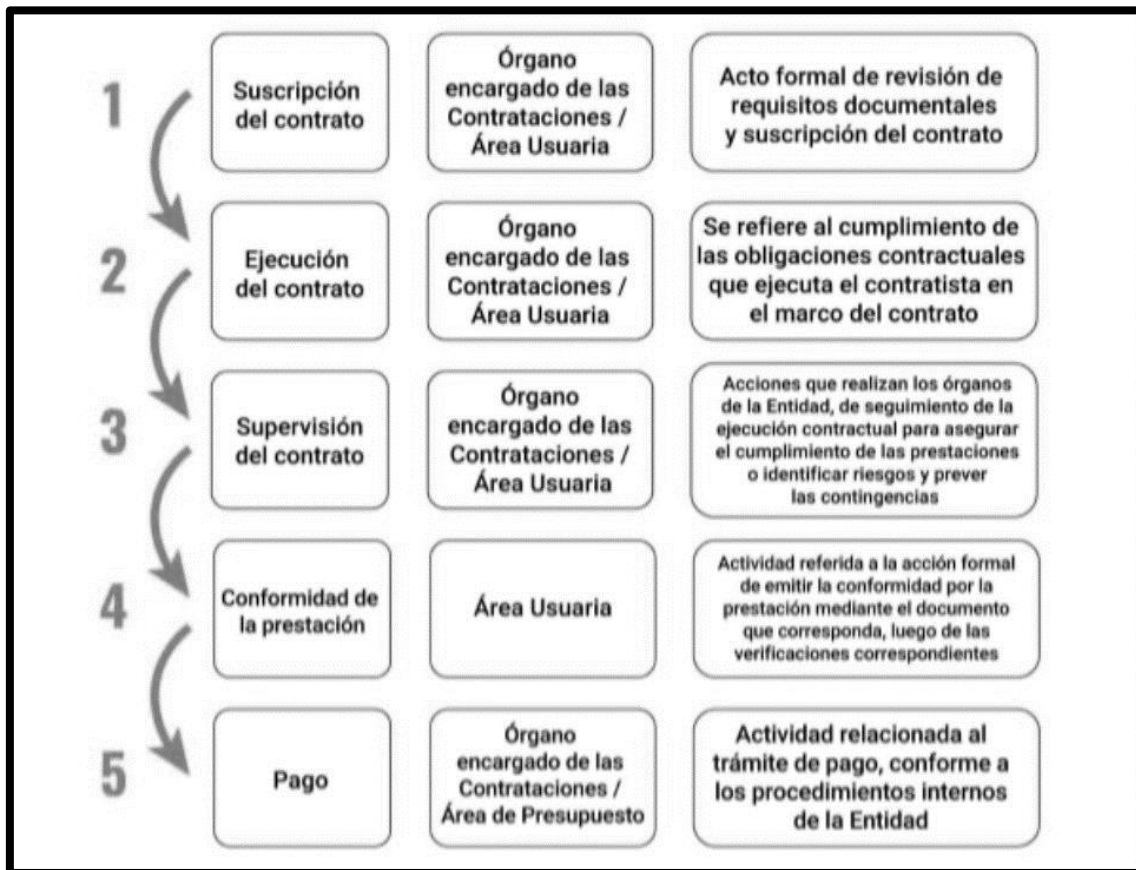 1
Suscripción
del contrato
Órgano
encargado de las
Contrataciones /
Área Usuaria
Acto formal de revisión de
requisitos documentales
y suscripción del contrato
2
Ejecución
del contrato
Órgano
encargado de las
Contrataciones /
Área Usuaria
Se refiere al cumplimiento de
las obligaciones contractuales
que ejecuta el contratista en
el marco del contrato
3
Supervisión
del contrato
Órgano
encargado de las
Contrataciones /
Área Usuaria
Acciones que realizan los órganos
de la Entidad, de seguimiento de la
ejecución contractual para asegurar
el cumplimiento de las prestaciones
o identificar riesgos y prever
las contingencias
4
Conformidad de
la prestación
Área Usuaria
Actividad referida a la acción formal
de emitir la conformidad por la
prestación mediante el documento
que corresponda, luego de las
verificaciones correspondientes
5
Pago
Órgano
encargado de las
Contrataciones /
Área de Presupuesto
Actividad relacionada al
trámite de pago, conforme a
los procedimientos internos
de la Entidad